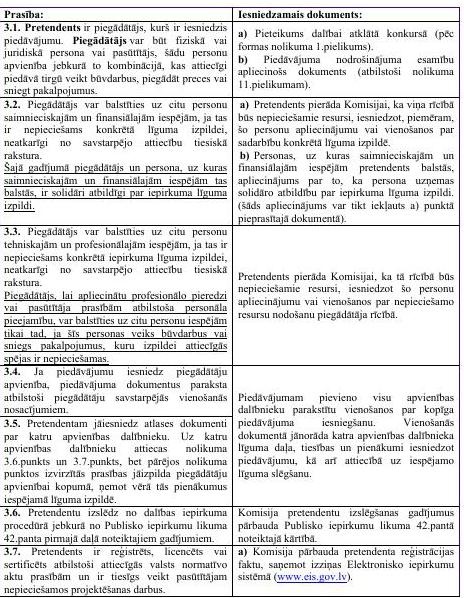 Prasība:
Iesniedzamais dokuments:
3.1. Pretendents ir piegādātājs, kurš ir iesniedzis
piedāvājumu. Piegādātājs var būt fiziskā vai
juridiskā persona vai pasūtītājs, šādu personu
apvienība jebkurā to kombinācijā, kas attiecīgi
piedāvā tirgū veikt būvdarbus, piegādāt preces vai
sniegt pakalpojumus.
a) Pieteikums dalībai atklātā konkursā (pēc
formas nolikuma 1.pielikums).
b) Piedāvājuma nodrošinājuma esamību
apliecinošs dokuments (atbilstoši nolikuma
11.pielikumam).
3.2. Piegādātājs var balstīties uz citu personu
saimnieciskajām un finansiālajām iespējām, ja tas
ir nepieciešams konkrētā līguma izpildei,
neatkarīgi no savstarpējo attiecību tiesiskā
rakstura.
Šajā gadījumā piegādātājs un persona, uz kuras
saimnieciskajām un finansiālajām iespējām tas
balstās, ir solidāri atbildīgi par iepirkuma līguma
izpildi.
a) Pretendents pierāda Komisijai, ka viņa rīcībā
būs nepieciešamie resursi, iesniedzot, piemēram,
šo personu apliecinājumu vai vienošanos par
sadarbību konkrētā līguma izpildē.
b) Personas, uz kuras saimnieciskajām un
finansiālajām iespējām pretendents balstās,
apliecinājums par to, ka persona uzņemas
solidāro atbildību par iepirkuma līguma izpildi.
(šāds apliecinājums var tikt iekļauts a) punktā
pieprasītajā dokumentā).
3.3. Piegādātājs var balstīties uz citu personu
tehniskajām un profesionālajām iespējām, ja tas ir
nepieciešams konkrētā iepirkuma līguma izpildei,
neatkarīgi no savstarpējo attiecību tiesiskā
rakstura.
Piegādātājs, lai apliecinātu profesionālo pieredzi
vai pasūtītāja prasībām atbilstoša personāla
pieejamību, var balstīties uz citu personu iespējām
tikai tad, ja šīs personas veiks būvdarbus vai
sniegs pakalpojumus, kuru izpildei attiecīgās
spējas ir nepieciešamas.
Pretendents pierāda Komisijai, ka tā rīcībā būs
nepieciešamie resursi, iesniedzot šo personu
apliecinājumu vai vienošanos par nepieciešamo
resursu nodošanu piegādātāja rīcībā.
3.4. Ja piedāvājumu iesniedz piegādātāju
apvienība, piedāvājuma dokumentus paraksta
atbilstoši piegādātāju savstarpējās vienošanās
nosacījumiem.
3.5. Pretendentam jāiesniedz atlases dokumenti
par katru apvienības dalībnieku. Uz katru
apvienības dalībnieku attiecas nolikuma
3.6.punkts un 3.7.punkts, bet pārējos nolikuma
punktos izvirzītās prasības jāizpilda piegādātāju
apvienībai kopumā, ņemot vērā tās pienākumus
iespējamā līguma izpildē.
Piedāvājumam pievieno visu apvienības
dalībnieku parakstītu vienošanos par kopīga
piedāvājuma iesniegšanu. Vienošanās
dokumentā jānorāda katra apvienības dalībnieka
līguma daļa, tiesības un pienākumi iesniedzot
piedāvājumu, kā arī attiecībā uz iespējamo
līguma slēgšanu.
3.6. Pretendentu izslēdz no dalības iepirkuma
procedūrā jebkurā no Publisko iepirkumu likuma
42.panta pirmajā daļā noteiktajiem gadījumiem.
Komisija pretendentu izslēgšanas gadījumus
pārbauda Publisko iepirkumu likuma 42.pantā
noteiktajā kārtībā.
3.7. Pretendents ir reģistrēts, licencēts vai
sertificēts atbilstoši attiecīgās valsts normatīvo
aktu prasībām un ir tiesīgs veikt pasūtītājam
nepieciešamos projektēšanas darbus.
a) Komisija pārbauda pretendenta reģistrācijas
faktu, saņemot izziņas Elektronisko iepirkumu
sistēmā (www.eis.gov.lv).